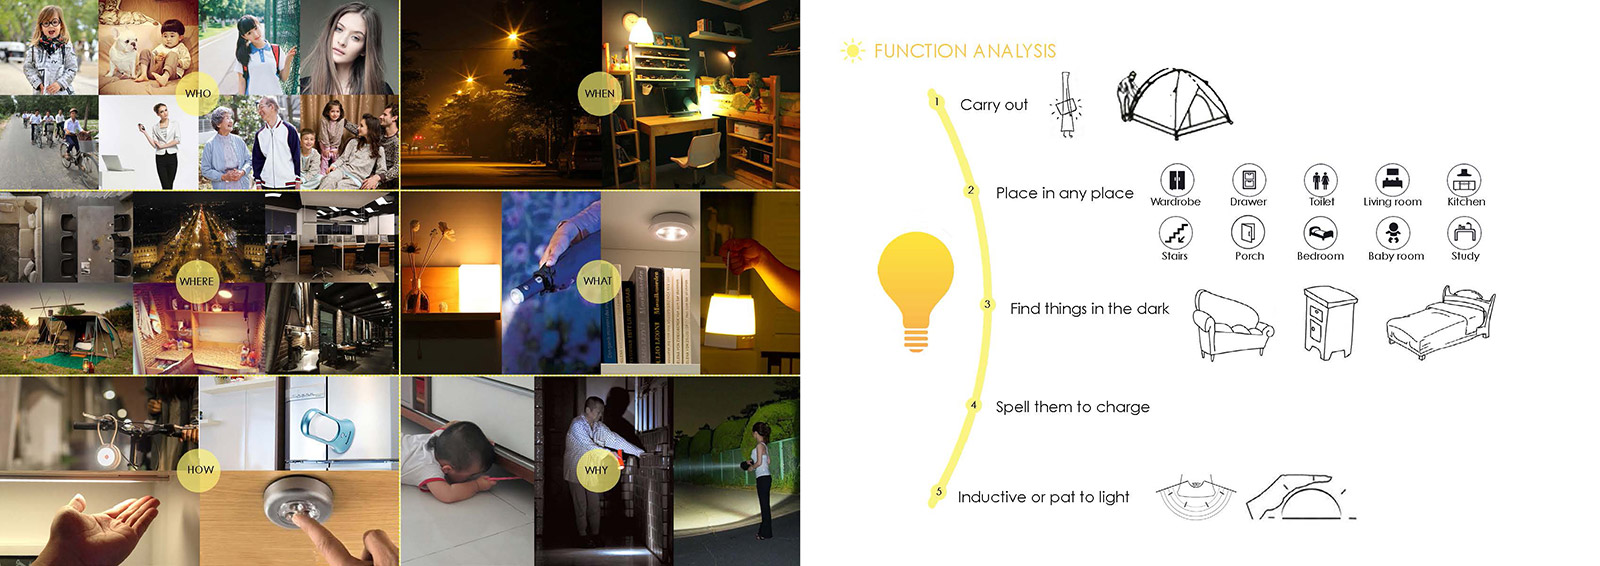 WHO
WHEN
WHERE
WHAT
HOW
WHY
FUNCTION ANALYSIS
1
Carry out
2
Place in any place
Wardrobe
Drawer
Toilet
Living room
Kitchen
Stairs
Porch
Bedroom
Baby room
Study
3
Find things in the dark
4
Spell them to charge
5
Inductive or pat to light